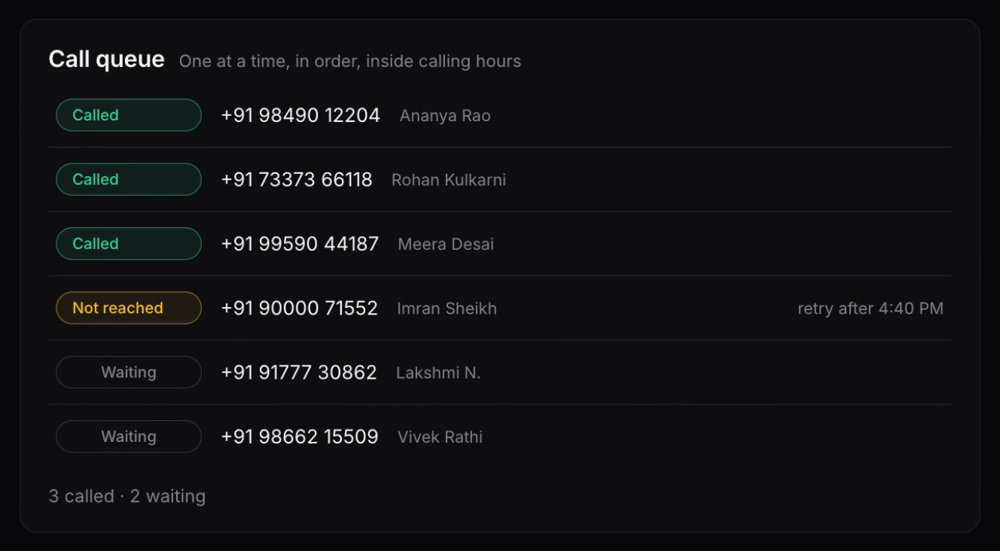 Call queue One at a time, in order, inside calling hours
Called +91 98490 12204 Ananya Rao
Called +91 73373 66118 Rohan Kulkarni
Called +91 99590 44187 Meera Desai
Not reached +91 90000 71552 Imran Sheikh retry after 4:40 PM
Waiting +91 91777 30862 Lakshmi N.
Waiting +91 98662 15509 Vivek Rathi
3 called · 2 waiting